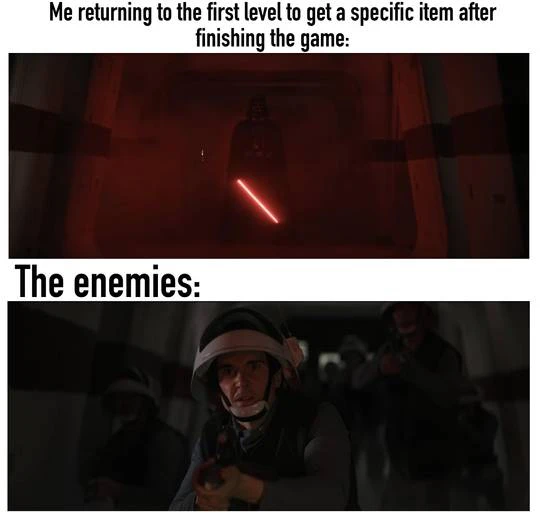 Me returning to the first level to get a specific item after
finishing the game:
The enemies: